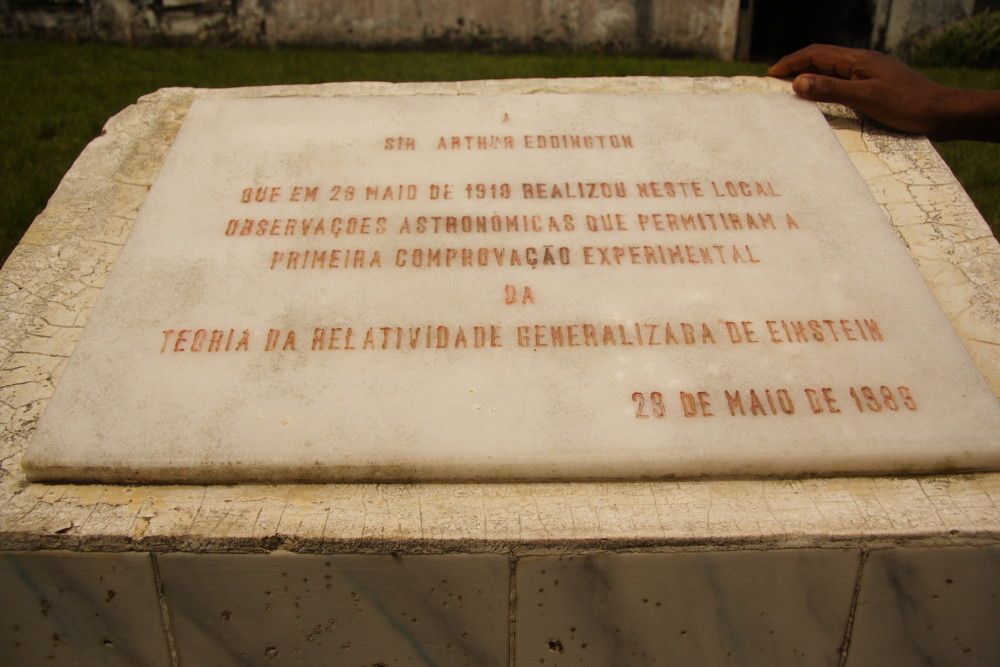 A
SIR ARTHUR EDDINGTON
QUE EM 29 MAIO DE 1919 REALIZOU NESTE LOCAL
OBSERVAÇÕES ASTRONÓMICAS QUE PERMITIRAM A
PRIMEIRA COMPROVAÇÃO EXPERIMENTAL
DA
TEORIA DA RELATIVIDADE GENERALIZADA DE EINSTEIN
29 DE MAIO DE 1989